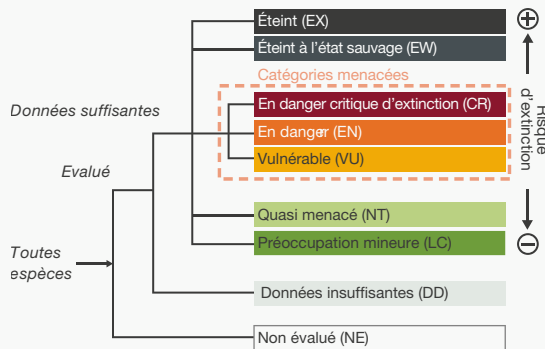 Éteint (EX)
Éteint à l'état sauvage (EW)
Catégories menacées
Données suffisantes
En danger critique d'extinction (CR)
En danger (EN)
Vulnérable (VU)
Evalué
Quasi menacé (NT)
Préoccupation mineure (LC)
Toutes
espèces
Données insuffisantes (DD)
Non évalué (NE)
+
Risque
d'extinction
−